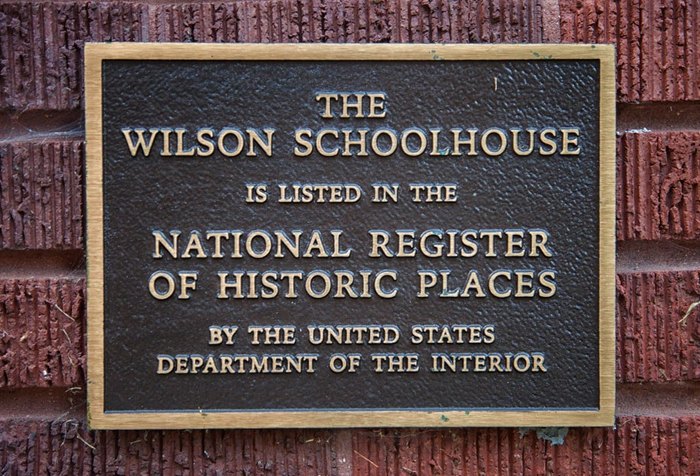 THE
WILSON SCHOOLHOUSE
IS LISTED IN THE
NATIONAL REGISTER
OF HISTORIC PLACES
BY THE UNITED STATES
DEPARTMENT OF THE INTERIOR